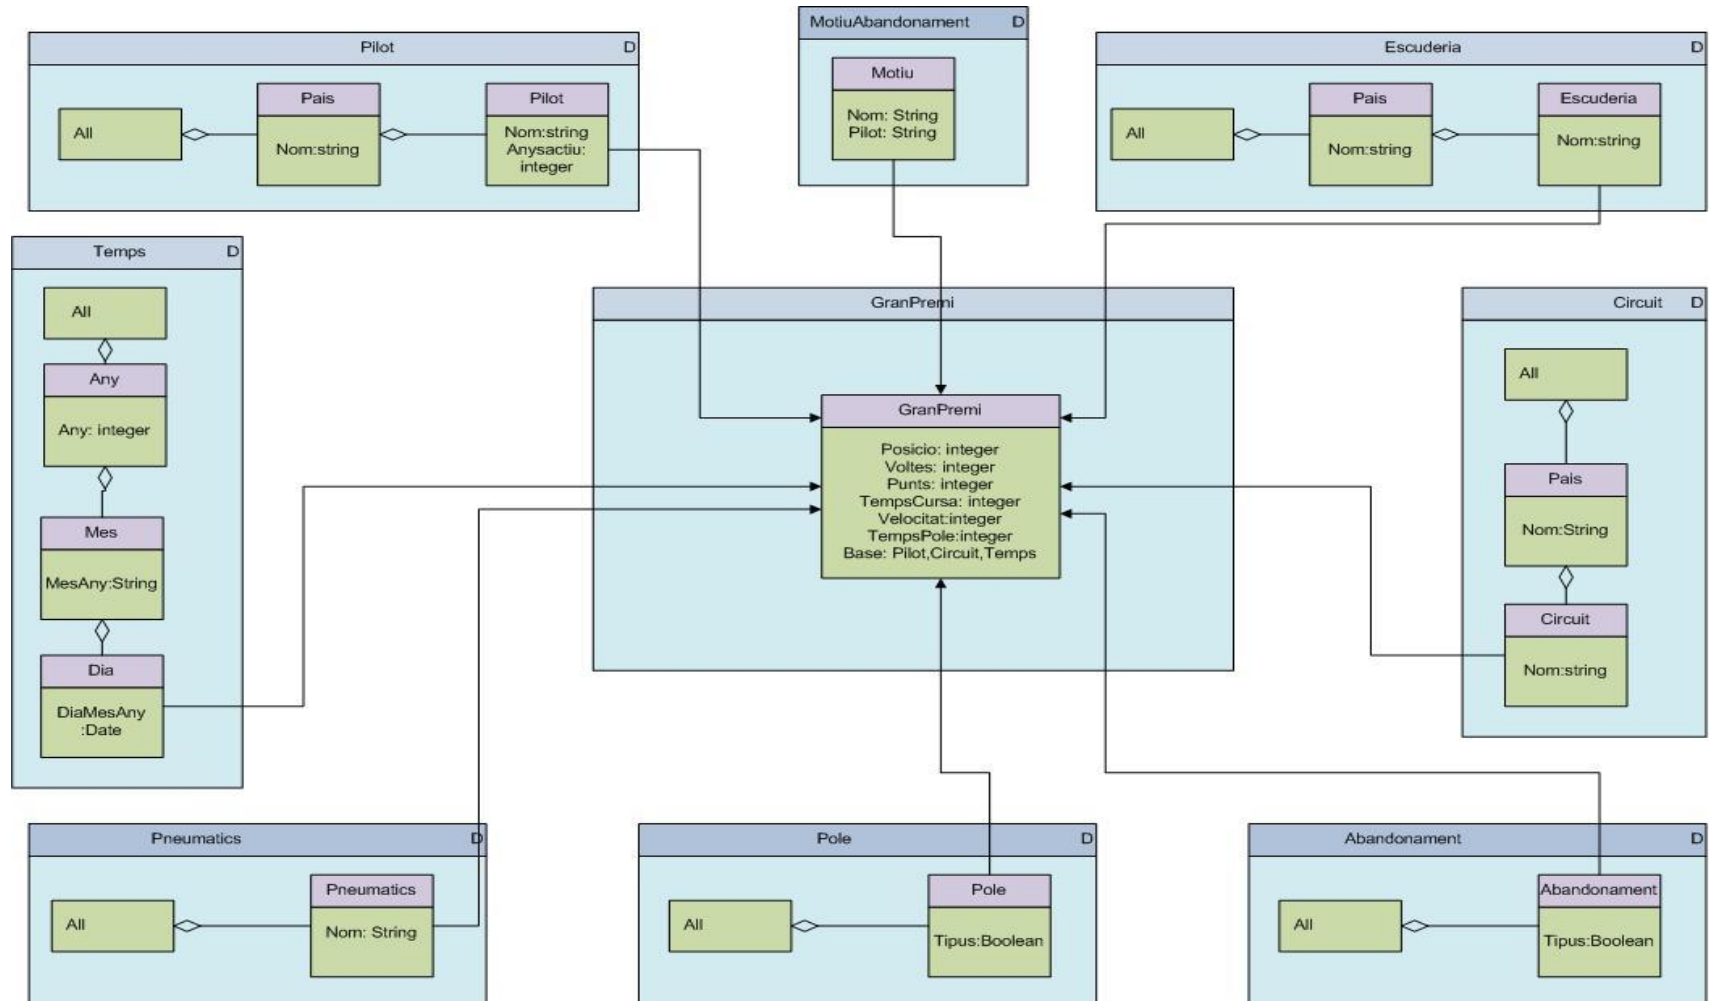 Pilot D
All
Pais
Nom:string
Pilot
Nom:string
Anysactiu:
integer
MotiuAbandonament D
Motiu
Nom: String
Pilot: String
Escuderia D
All
Pais
Nom:string
Escuderia
Nom:string
Temps D
All
Any
Any: integer
Mes
MesAny:String
Dia
DiaMesAny
:Date
GranPremi
GranPremi
Posicio: integer
Voltes: integer
Punts: integer
TempsCursa: integer
Velocitat:integer
TempsPole:integer
Base: Pilot,Circuit,Temps
Circuit D
All
Pais
Nom:String
Circuit
Nom:string
Pneumatics D
All
Pneumatics
Nom: String
Pole D
All
Pole
Tipus:Boolean
Abandonament D
All
Abandonament
Tipus:Boolean